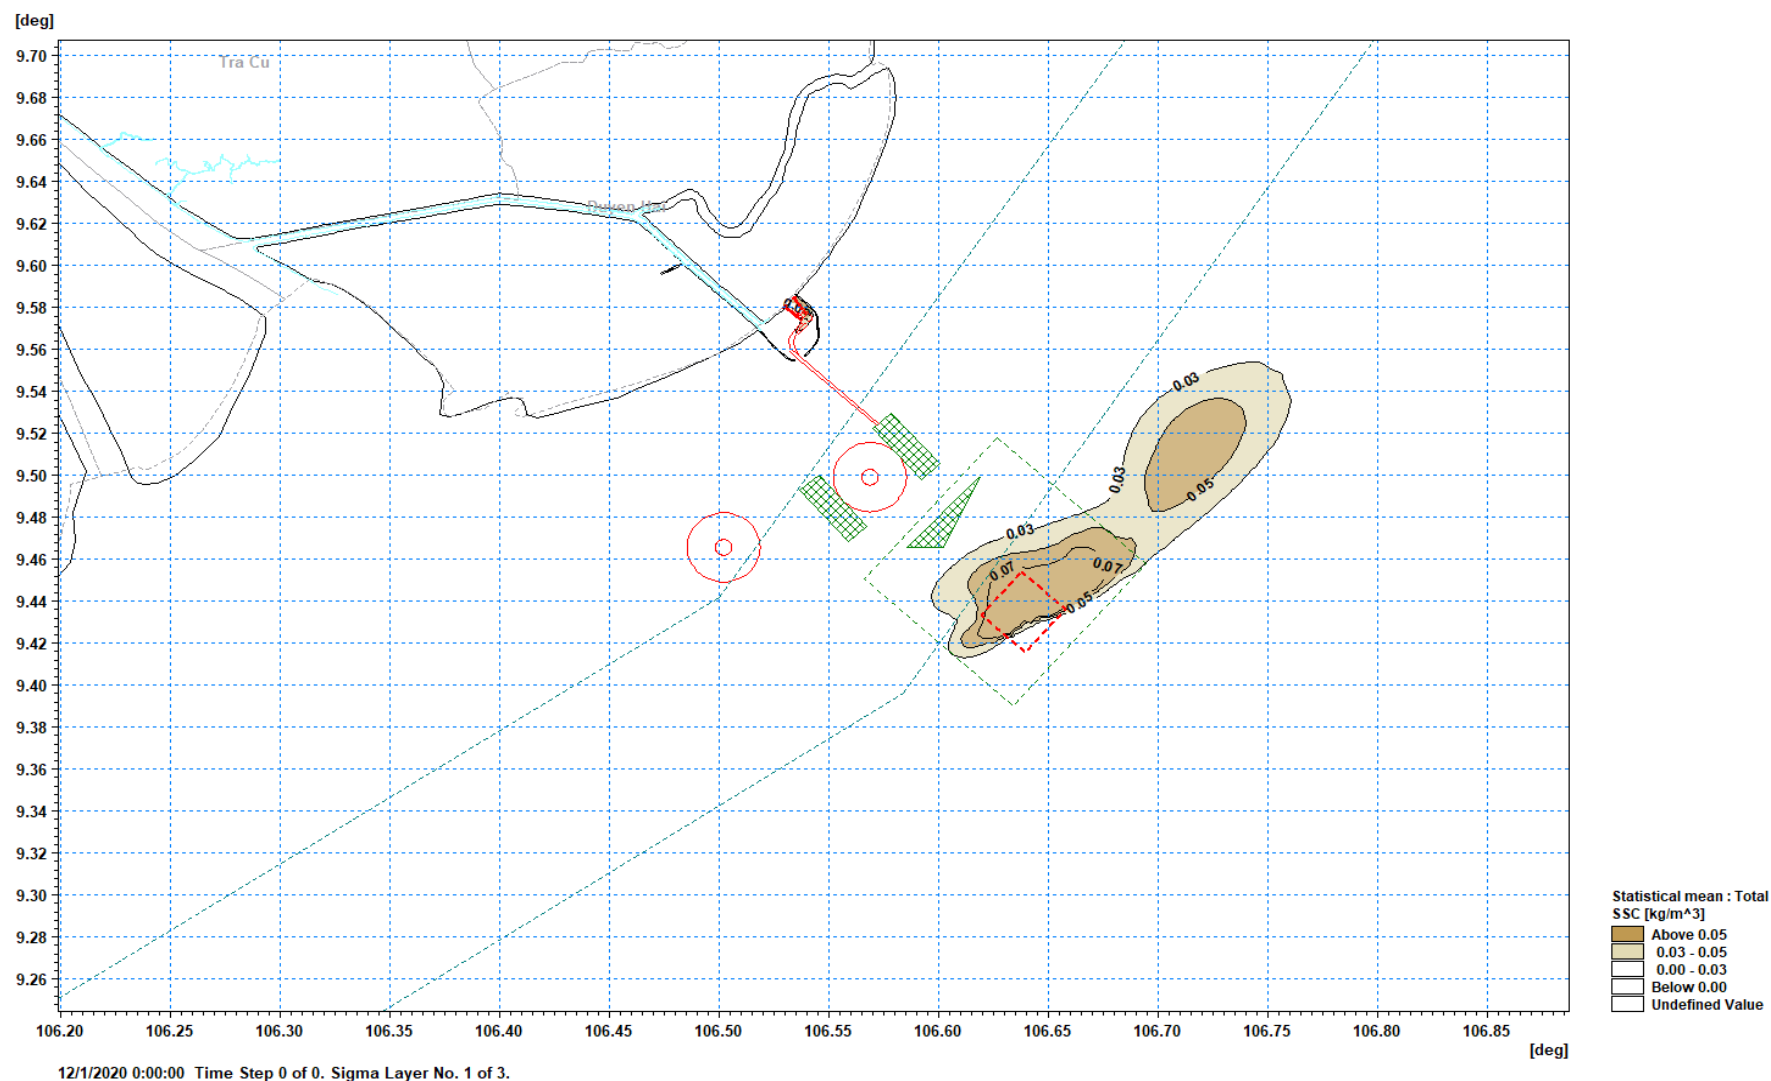 [deg]
9.70
9.68
9.66
9.64
9.62
9.60
9.58
9.56
9.54
9.52
9.50
9.48
9.46
9.44
9.42
9.40
9.38
9.36
9.34
9.32
9.30
9.28
9.26
Tra Cu
Duyen Hai
0.03
0.03
0.05
0.03
0.07
0.07
0.05
106.20 106.25 106.30 106.35 106.40 106.45 106.50 106.55 106.60 106.65 106.70 106.75 106.80 106.85
[deg]
Statistical mean : Total
SSC [kg/m^3]
Above 0.05
0.03 - 0.05
0.00 - 0.03
Below 0.00
Undefined Value
12/1/2020 0:00:00 Time Step 0 of 0. Sigma Layer No. 1 of 3.